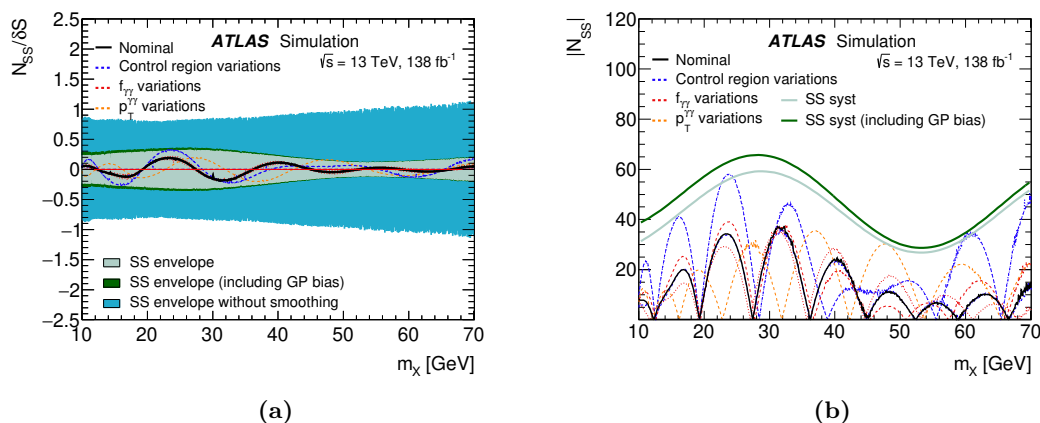 2.5
2
1.5
1
0.5
0
−0.5
−1
−1.5
−2
−2.5
10 20 30 40 50 60 70
N_SS/δS
m_X [GeV]
ATLAS Simulation
√s = 13 TeV, 138 fb⁻¹
Nominal
Control region variations
f_γγ variations
p_T^γγ variations
SS envelope
SS envelope (including GP bias)
SS envelope without smoothing
(a)
120
100
80
60
40
20
10 20 30 40 50 60 70
|N_SS|
m_X [GeV]
ATLAS Simulation
√s = 13 TeV, 138 fb⁻¹
Nominal
Control region variations
f_γγ variations
p_T^γγ variations
SS syst
SS syst (including GP bias)
(b)